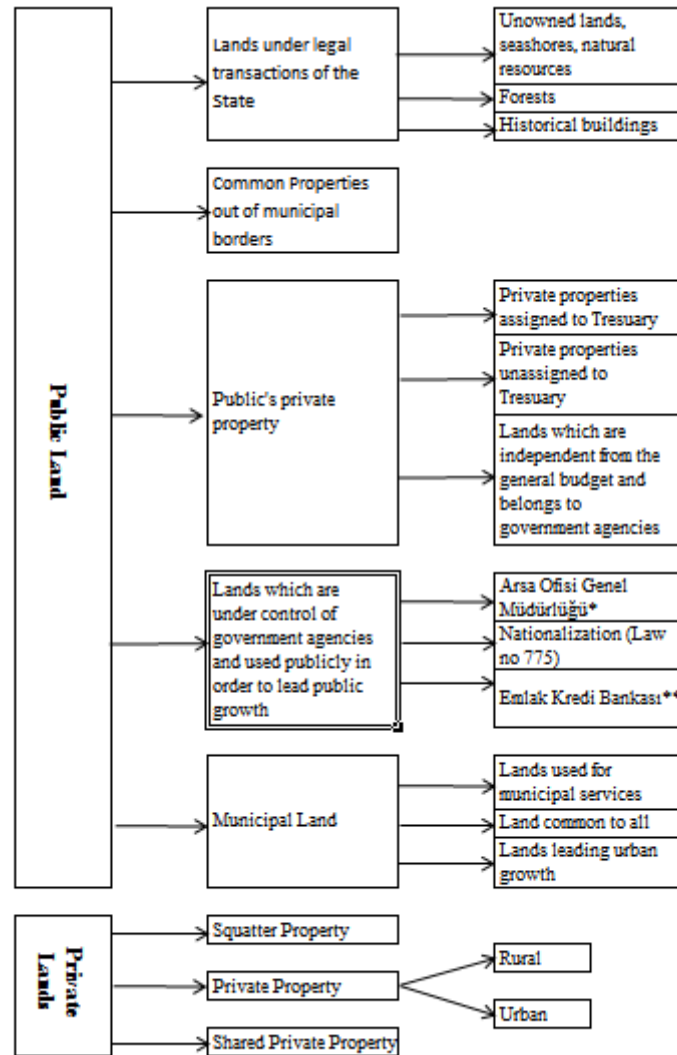 Public Land
Lands under legal
transactions of the
State
Unowned lands,
seashores, natural
resources
Forests
Historical buildings
Common Properties
out of municipal
borders
Public's private
property
Private properties
assigned to Tresuary
Private properties
unassigned to
Tresuary
Lands which are
independent from the
general budget and
belongs to
government agencies
Lands which are
under control of
government agencies
and used publicly in
order to lead public
growth
Arsa Ofisi Genel
Müdürlüğü*
Nationalization (Law
no 775)
Emlak Kredi Bankası**
Municipal Land
Lands used for
municipal services
Land common to all
Lands leading urban
growth
Private
Lands
Squatter Property
Private Property
Rural
Urban
Shared Private Property